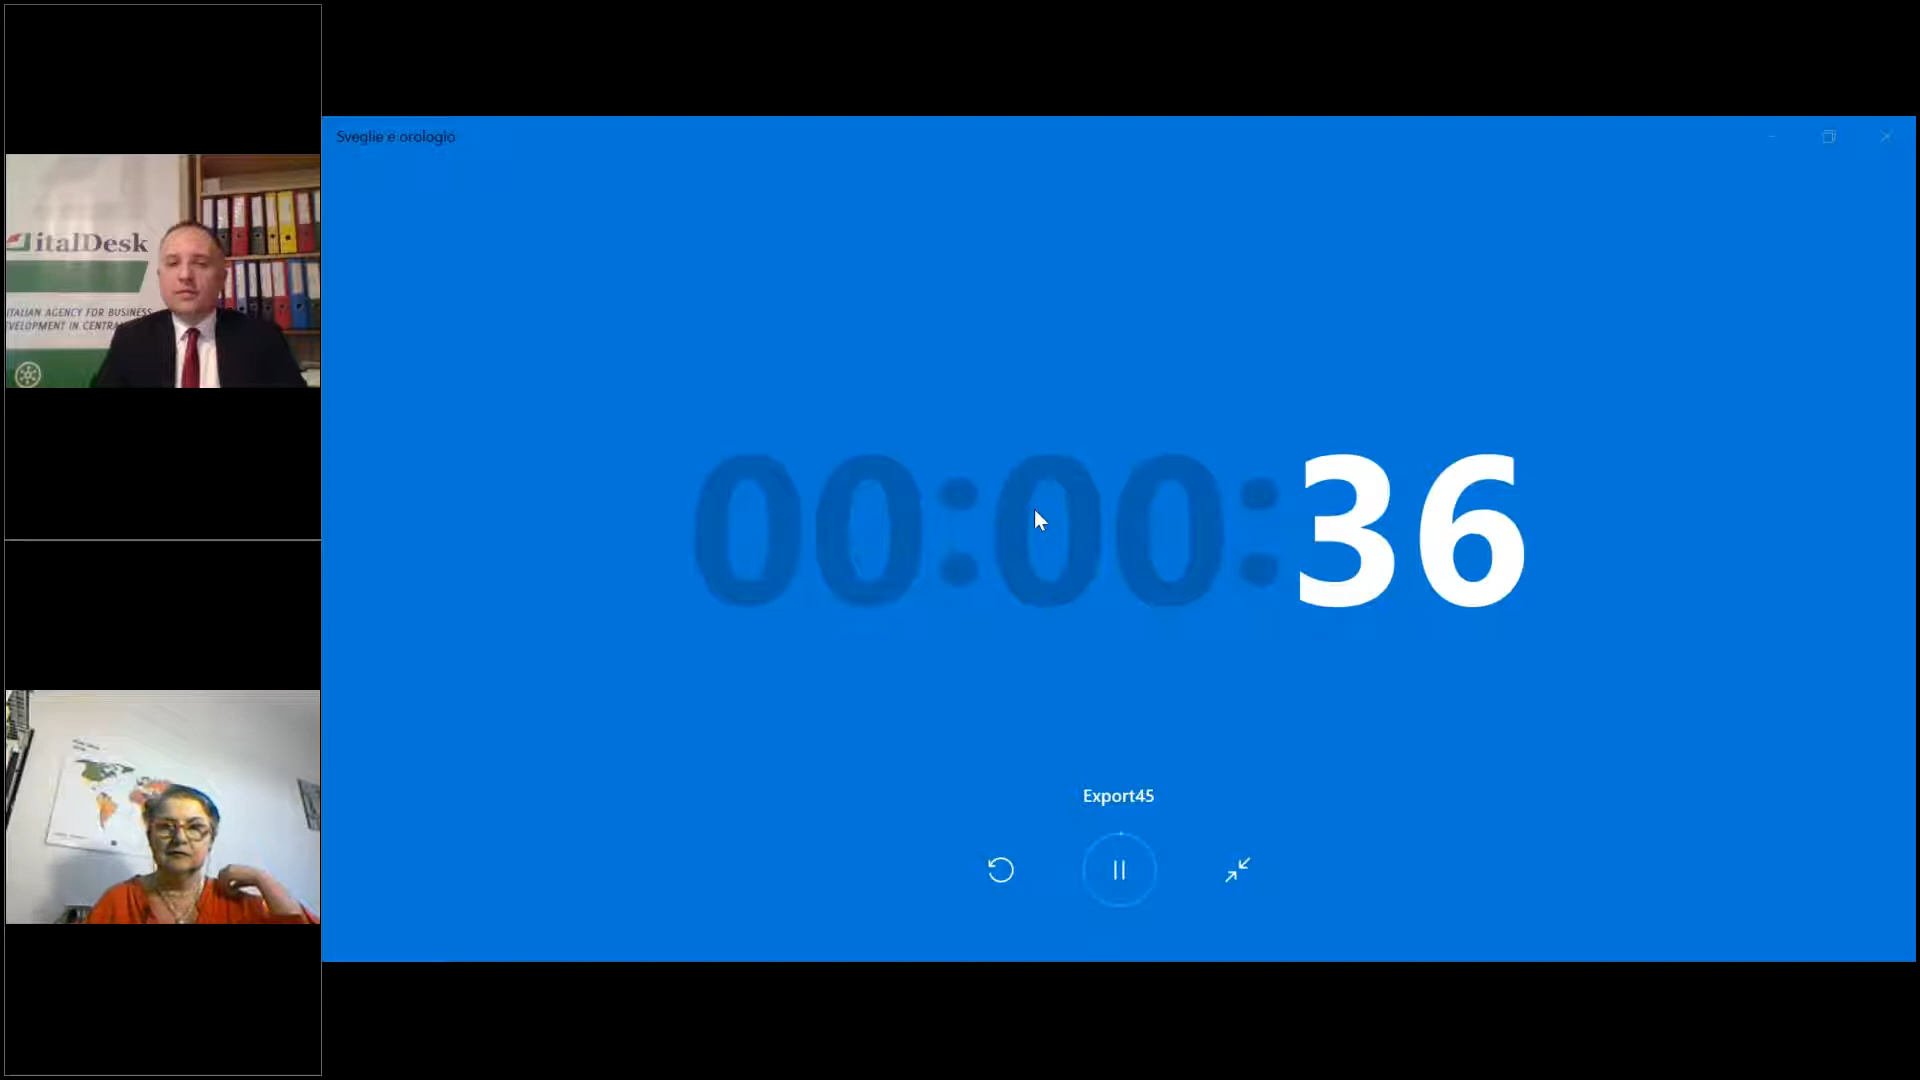 Sveglie e orologio
italDesk
ITALIAN AGENCY FOR BUSINESS
VELOPMENT IN CENTRA
00:00:36
Export45